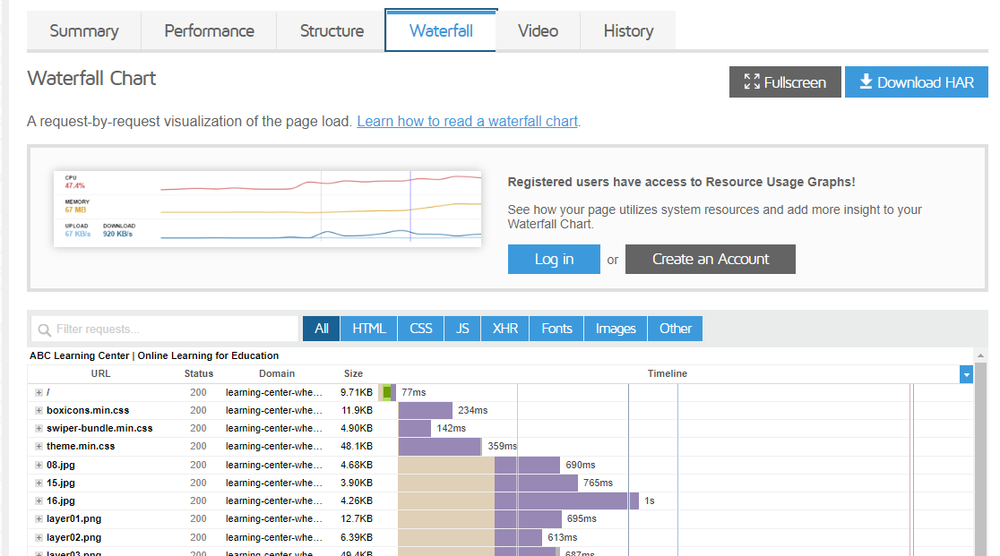 Summary Performance Structure Waterfall Video History
Waterfall Chart
Fullscreen Download HAR
A request-by-request visualization of the page load. Learn how to read a waterfall chart.
CPU
47.4%
MEMORY
67 MB
UPLOAD DOWNLOAD
67 KB/s 920 KB/s
Registered users have access to Resource Usage Graphs!
See how your page utilizes system resources and add more insight to your
Waterfall Chart.
Log in or Create an Account
Filter requests... All HTML CSS JS XHR Fonts Images Other
ABC Learning Center | Online Learning for Education
URL Status Domain Size Timeline
/ 200 learning-center-whe... 9.71KB 77ms
boxicons.min.css 200 learning-center-whe... 11.9KB 234ms
swiper-bundle.min.css 200 learning-center-whe... 4.90KB 142ms
theme.min.css 200 learning-center-whe... 48.1KB 359ms
08.jpg 200 learning-center-whe... 4.68KB 690ms
15.jpg 200 learning-center-whe... 3.90KB 765ms
16.jpg 200 learning-center-whe... 4.26KB 1s
layer01.png 200 learning-center-whe... 12.7KB 695ms
layer02.png 200 learning-center-whe... 6.39KB 613ms
layer03.png 200 learning-center-whe... 49.4KB 687ms